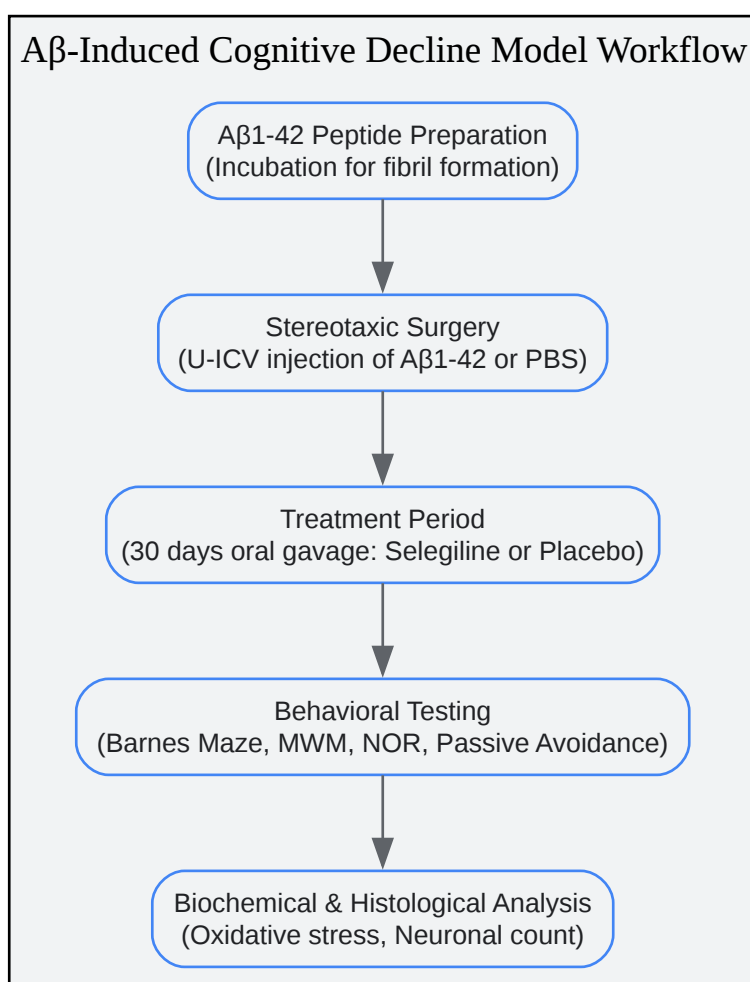 Aβ-Induced Cognitive Decline Model Workflow
Aβ1-42 Peptide Preparation
(Incubation for fibril formation)
Stereotaxic Surgery
(U-ICV injection of Aβ1-42 or PBS)
Treatment Period
(30 days oral gavage: Selegiline or Placebo)
Behavioral Testing
(Barnes Maze, MWM, NOR, Passive Avoidance)
Biochemical & Histological Analysis
(Oxidative stress, Neuronal count)